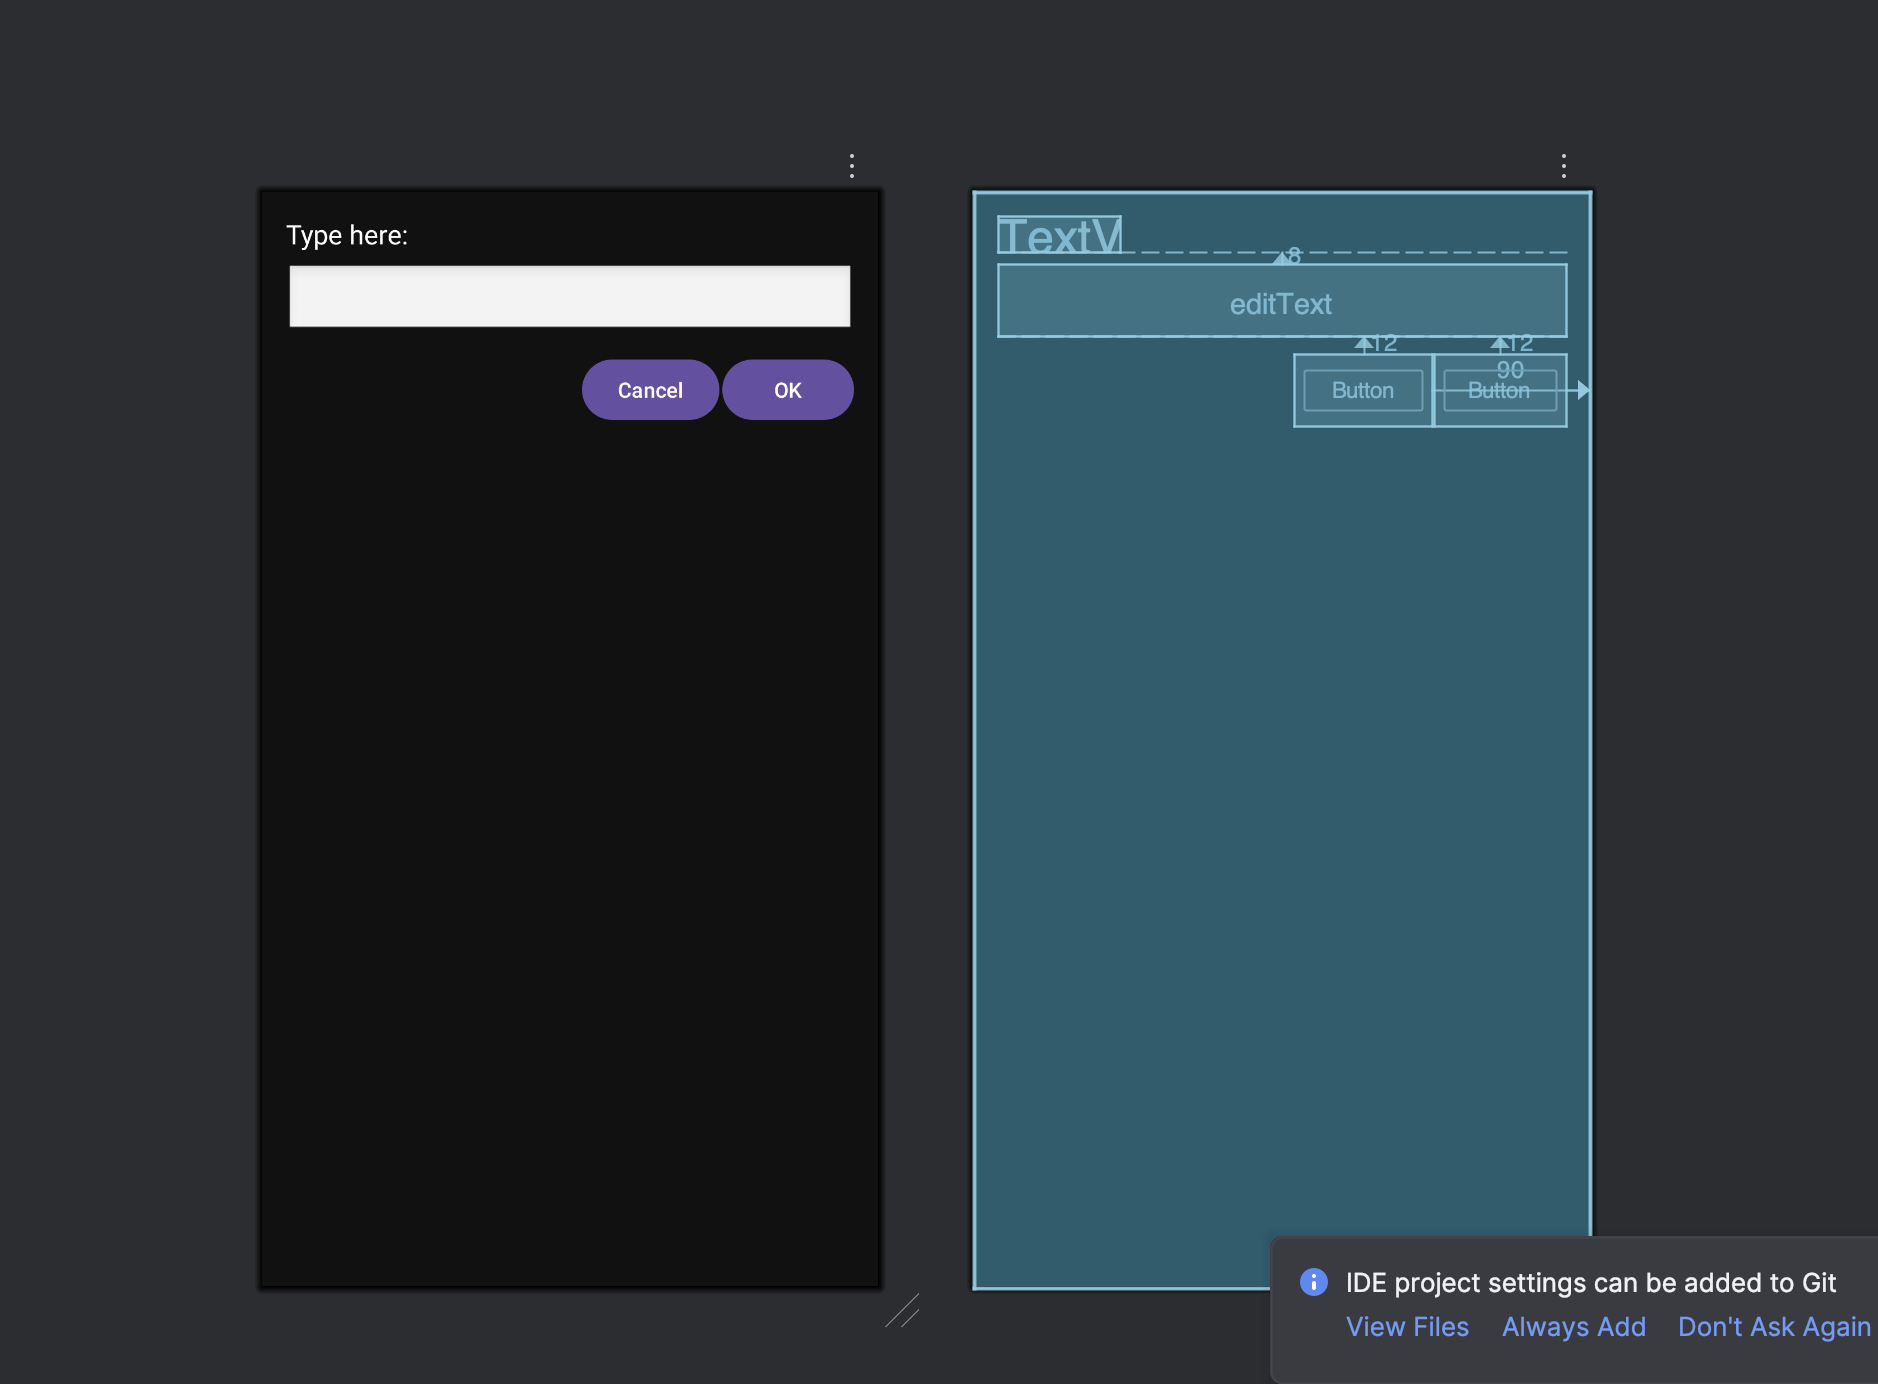 Type here:
Cancel
OK
TextV
8
editText
12
12
90
Button
Button
IDE project settings can be added to Git
View Files
Always Add
Don't Ask Again